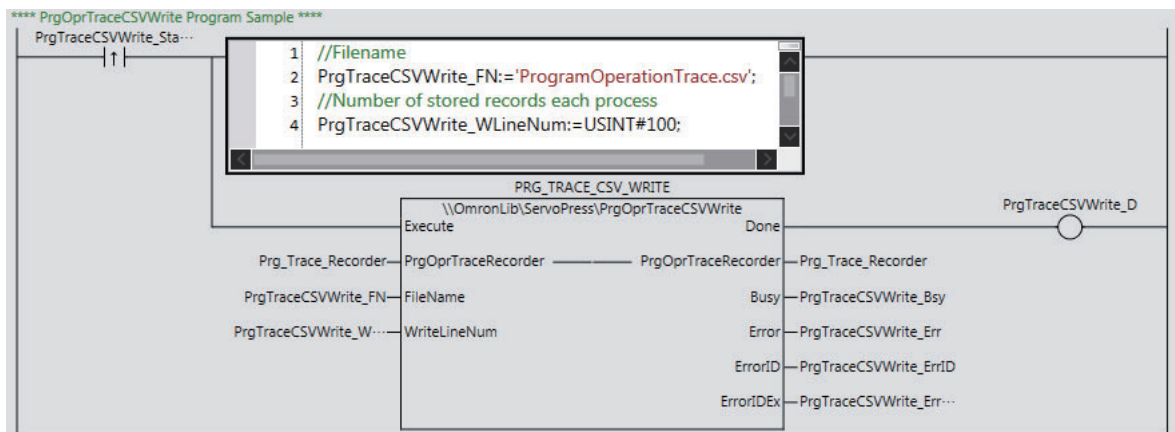 **** PrgOprTraceCSVWrite Program Sample ****
PrgTraceCSVWrite_Sta···
1 //Filename
2 PrgTraceCSVWrite_FN:='ProgramOperationTrace.csv';
3 //Number of stored records each process
4 PrgTraceCSVWrite_WLineNum:=USINT#100;
PRG_TRACE_CSV_WRITE
\\OmronLib\ServoPress\PrgOprTraceCSVWrite
PrgTraceCSVWrite_D
Execute Done
Prg_Trace_Recorder PrgOprTraceRecorder PrgOprTraceRecorder Prg_Trace_Recorder
PrgTraceCSVWrite_FN FileName Busy PrgTraceCSVWrite_Bsy
PrgTraceCSVWrite_W··· WriteLineNum Error PrgTraceCSVWrite_Err
ErrorID PrgTraceCSVWrite_ErrID
ErrorIDEx PrgTraceCSVWrite_Err···